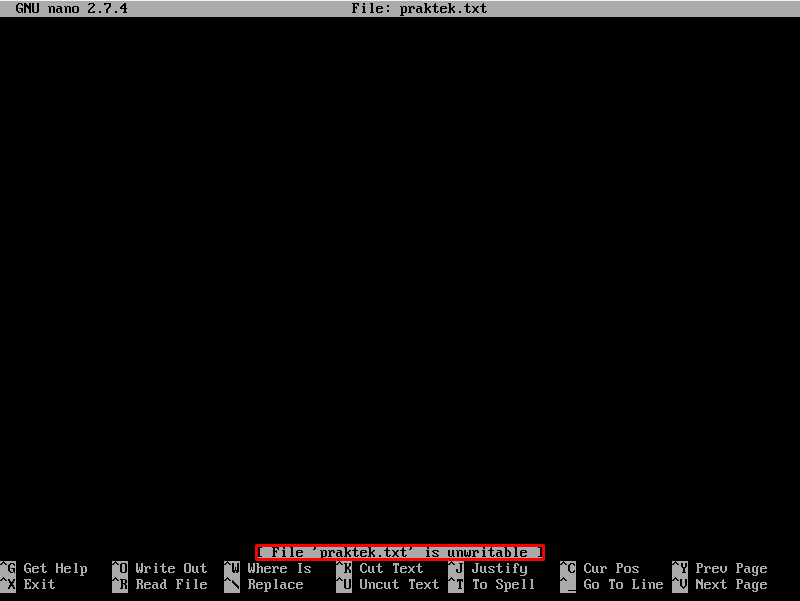 GNU nano 2.7.4 File: praktek.txt
[ File 'praktek.txt' is unwritable ]
^G Get Help ^O Write Out ^W Where Is ^K Cut Text ^J Justify ^C Cur Pos ^Y Prev Page
^X Exit ^R Read File ^\ Replace ^U Uncut Text ^T To Spell ^_ Go To Line ^V Next Page